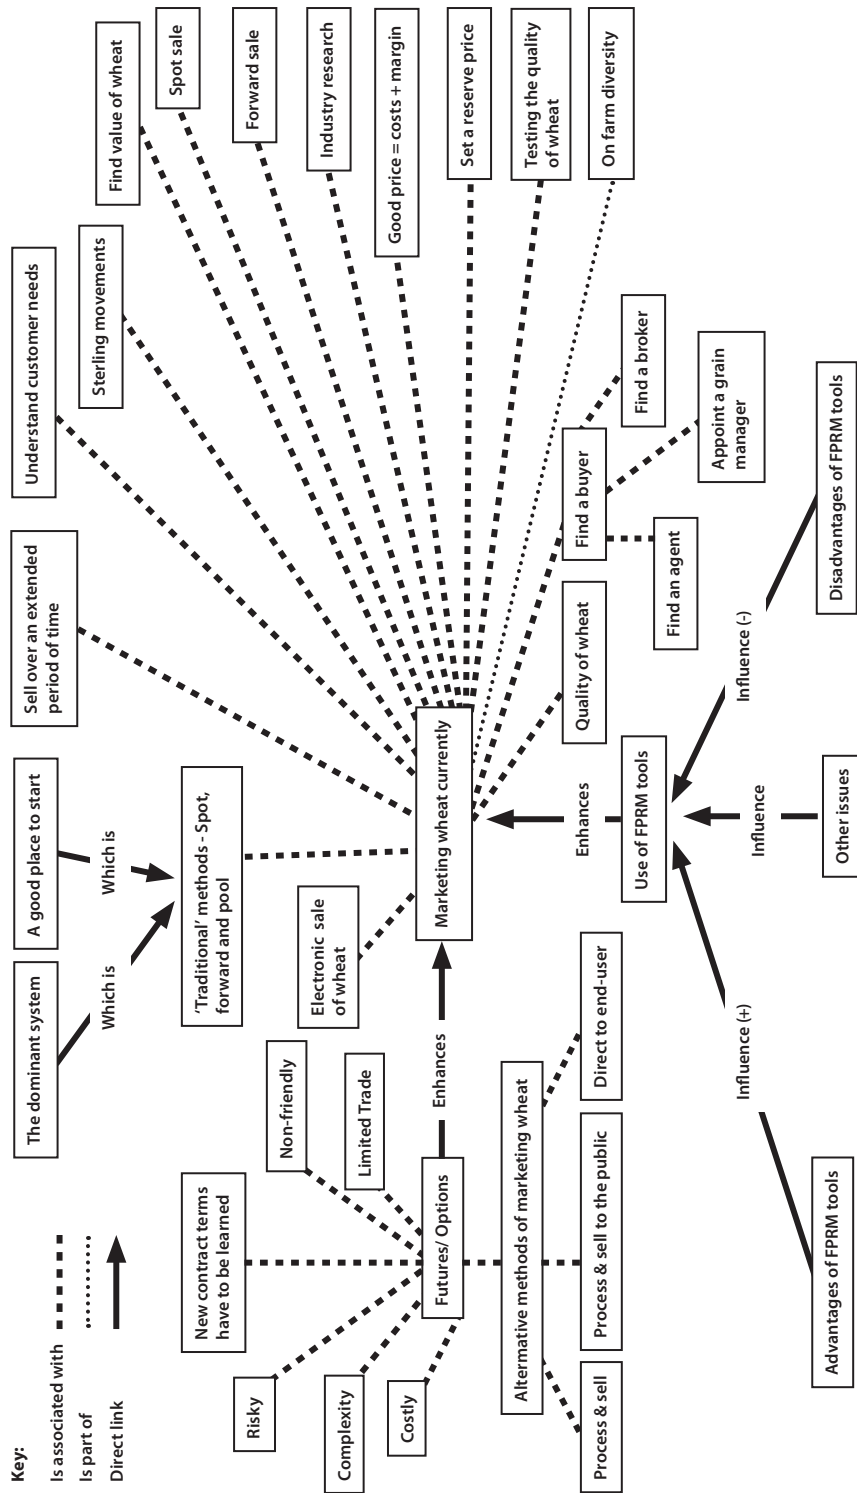 Key:
Is associated with
Is part of
Direct link
The dominant system
A good place to start
Which is
Which is
Sell over an extended
period of time
Understand customer needs
Sterling movements
Find value of wheat
Spot sale
Forward sale
Industry research
Good price = costs + margin
Set a reserve price
Testing the quality
of wheat
On farm diversity
'Traditional' methods - Spot,
forward and pool
New contract terms
have to be learned
Non-friendly
Limited Trade
Risky
Complexity
Costly
Electronic sale
of wheat
Futures/ Options
Enhances
Marketing wheat currently
Altermative methods of marketing wheat
Process & sell
Process & sell to the public
Direct to end-user
Quality of wheat
Find a buyer
Find a broker
Find an agent
Appoint a grain
manager
Enhances
Use of FPRM tools
Influence (+)
Influence
Influence (-)
Advantages of FPRM tools
Other issues
Disadvantages of FPRM tools